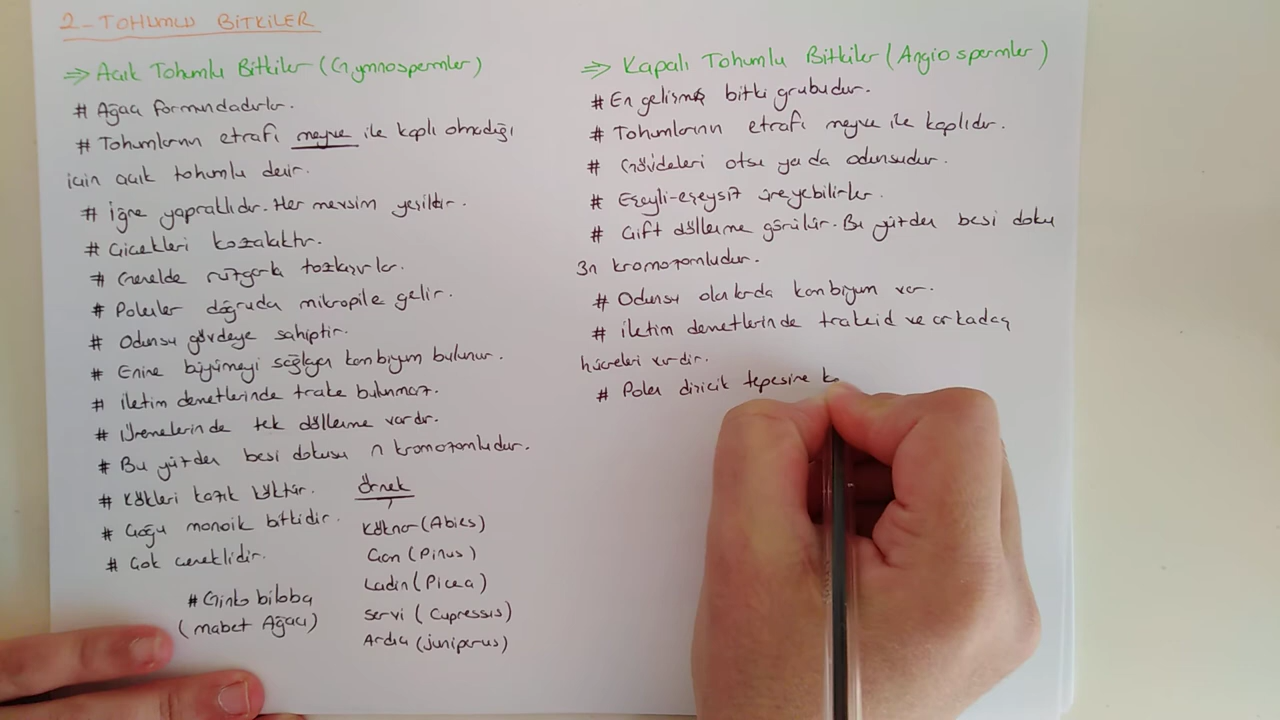 2-TOHUMLU BİTKİLER
⇒ Açık Tohumlu Bitkiler (Gymnospermler)
# Ağaç formundadırlar.
# Tohumlarının etrafı meyve ile kaplı olmadığı
için açık tohumlu denir.
# İğne yapraklıdır. Her mevsim yeşildir.
# Çiçekleri kozalaktır.
# Genelde rüzgarla tozlaşırlar.
# Polenler doğruda mikropile gelir.
# Odunsu gövdeye sahiptir.
# Enine büyümeyi sağlayan kambiyum bulunur.
# İletim demetlerinde trake bulunmaz.
# Üremelerinde tek döllenme vardır.
# Bu yüzden besi dokusu n kromozomludur.
# Kökleri kazık köktür.
# Çoğu monoik bitkidir.
# Çok çeneklidir.
# Ginko biloba
(mabet Ağacı)
Örnek
Köknar (Abies)
Çam (Pinus)
Ladin (Picea)
Servi (Cupressis)
Ardıç (juniperus)
⇒ Kapalı Tohumlu Bitkiler (Angiospermler)
# En gelişmiş bitki grubudur.
# Tohumlarının etrafı meyve ile kaplıdır.
# Gövdeleri otsu ya da odunsudur.
# Eşeyli-eşeysiz üreyebilirler.
# Çift döllenme görülür. Bu yüzden besi doku
3n kromozomludur.
# Odunsu olanlarda kambiyum var.
# İletim demetlerinde trakeid ve arkadaş
hücreleri vardır.
# Polen dişicik tepesine